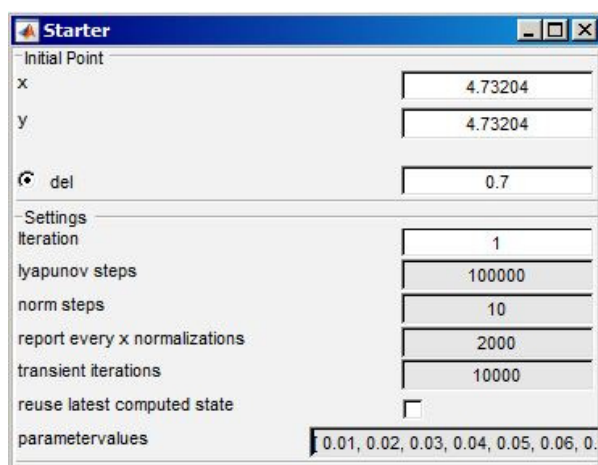 Starter
Initial Point
x 4.73204
y 4.73204
del 0.7
Settings
Iteration 1
lyapunov steps 100000
norm steps 10
report every x normalizations 2000
transient iterations 10000
reuse latest computed state
parametervalues [ 0.01, 0.02, 0.03, 0.04, 0.05, 0.06, 0.